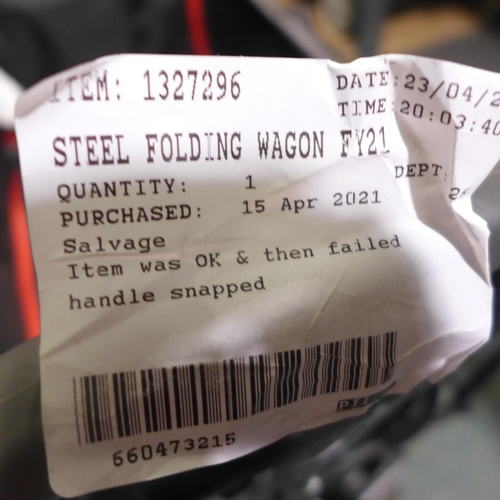 ITEM: 1327296
DATE:23/04/2
TIME:20:03:40
STEEL FOLDING WAGON FY21
DEPT:
QUANTITY: 1
PURCHASED: 15 Apr 2021
Salvage
Item was OK & then failed
handle snapped
660473215